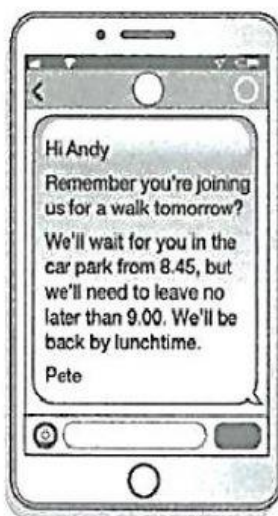 Hi Andy
Remember you're joining
us for a walk tomorrow?
We'll wait for you in the
car park from 8.45, but
we'll need to leave no
later than 9.00. We'll be
back by lunchtime.
Pete